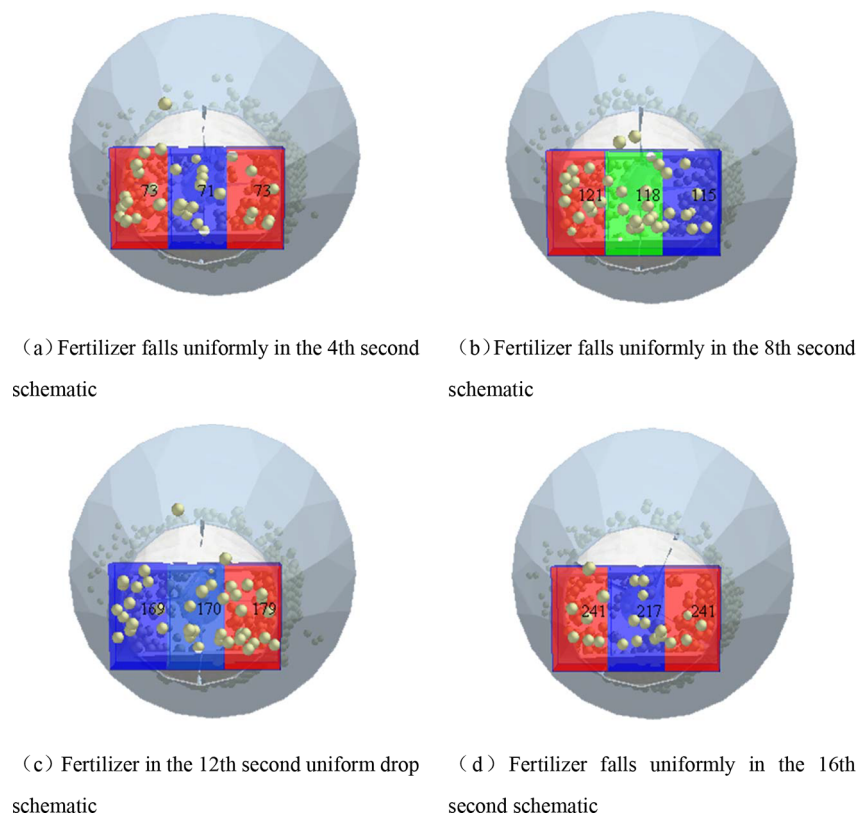 73 71 73
121 118 115
（a）Fertilizer falls uniformly in the 4th second
schematic
（b）Fertilizer falls uniformly in the 8th second
schematic
169 170 179
241 217 241
（c）Fertilizer in the 12th second uniform drop
schematic
（d）Fertilizer falls uniformly in the 16th
second schematic